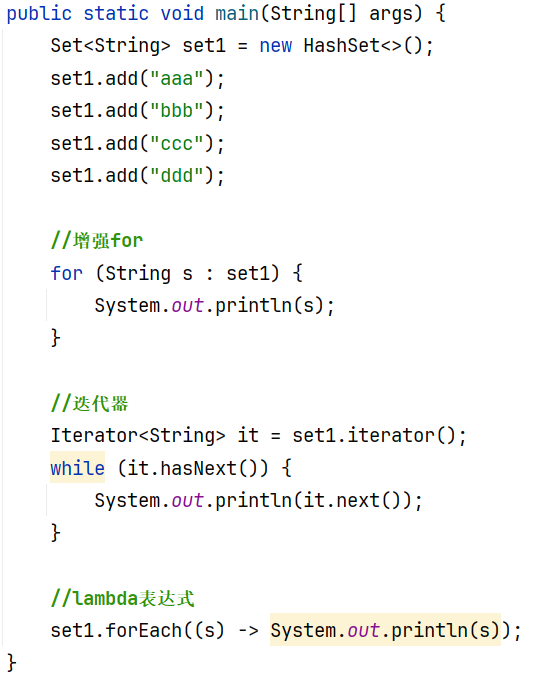 public static void main(String[] args) {
    Set<String> set1 = new HashSet<>();
    set1.add("aaa");
    set1.add("bbb");
    set1.add("ccc");
    set1.add("ddd");
    //增强for
    for (String s : set1) {
        System.out.println(s);
    }
    //迭代器
    Iterator<String> it = set1.iterator();
    while (it.hasNext()) {
        System.out.println(it.next());
    }
    //lambda表达式
    set1.forEach((s) -> System.out.println(s));
}